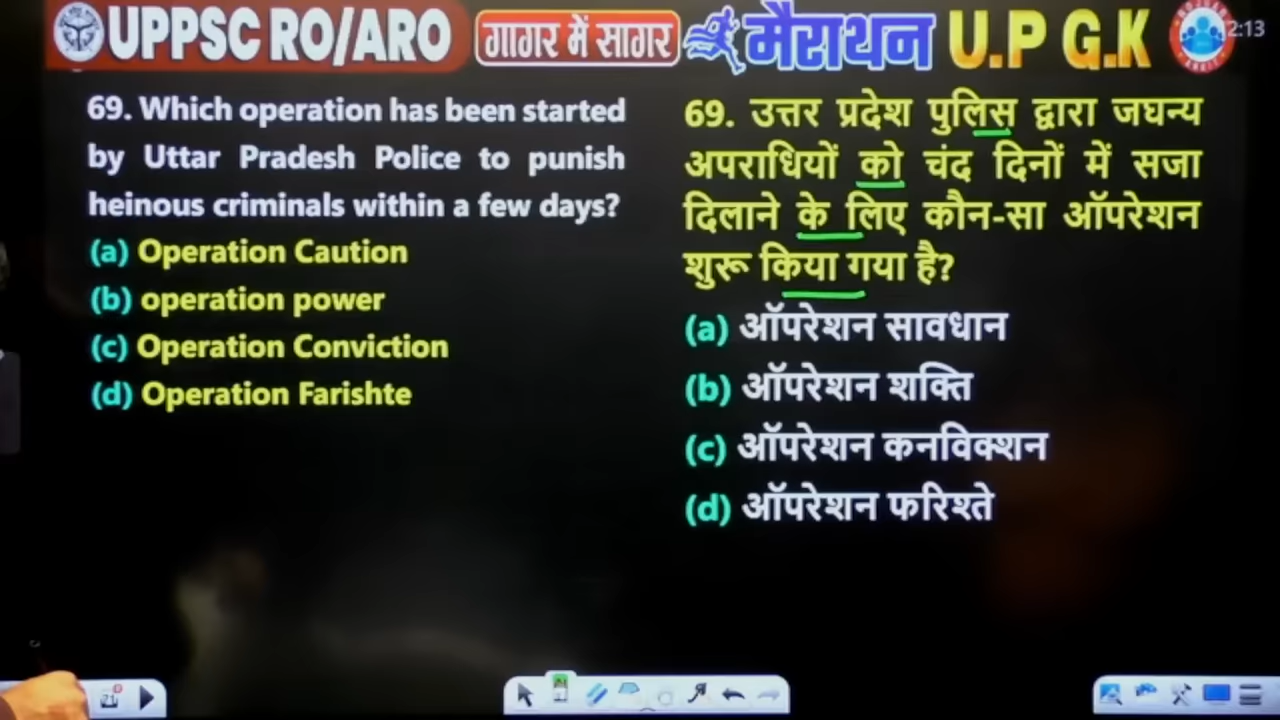 UPPSC RO/ARO गागर में सागर मैराथन U.P G.K
2:13
69. Which operation has been started
by Uttar Pradesh Police to punish
heinous criminals within a few days?
(a) Operation Caution
(b) operation power
(c) Operation Conviction
(d) Operation Farishte
69. उत्तर प्रदेश पुलिस द्वारा जघन्य
अपराधियों को चंद दिनों में सजा
दिलाने के लिए कौन-सा ऑपरेशन
शुरू किया गया है?
(a) ऑपरेशन सावधान
(b) ऑपरेशन शक्ति
(c) ऑपरेशन कनविक्शन
(d) ऑपरेशन फरिश्ते